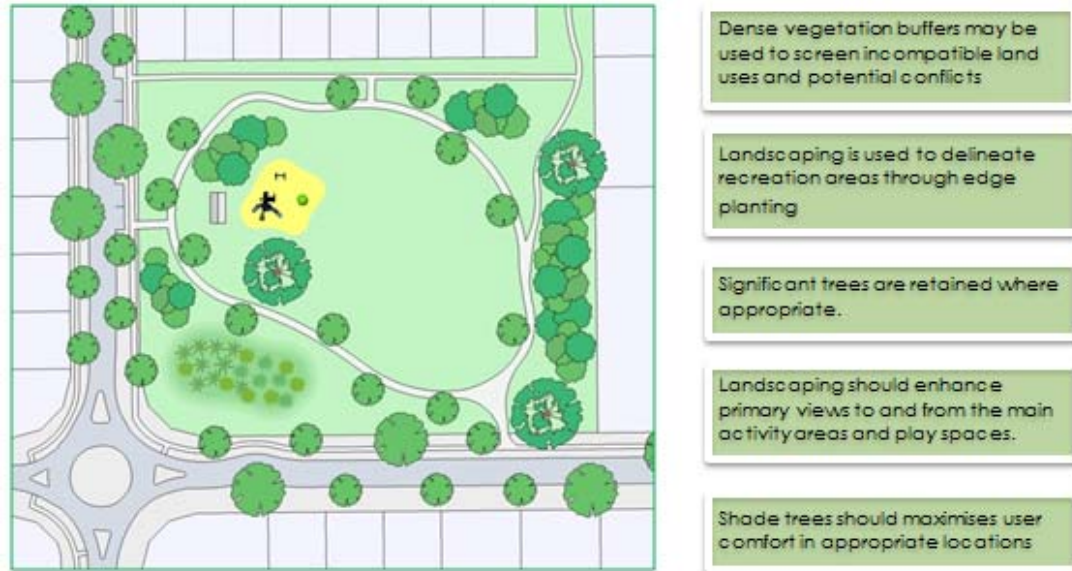 Dense vegetation buffers may be
used to screen incompatible land
uses and potential conflicts
Landscaping is used to delineate
recreation areas through edge
planting
Significant trees are retained where
appropriate.
Landscaping should enhance
primary views to and from the main
activity areas and play spaces.
Shade trees should maximises user
comfort in appropriate locations